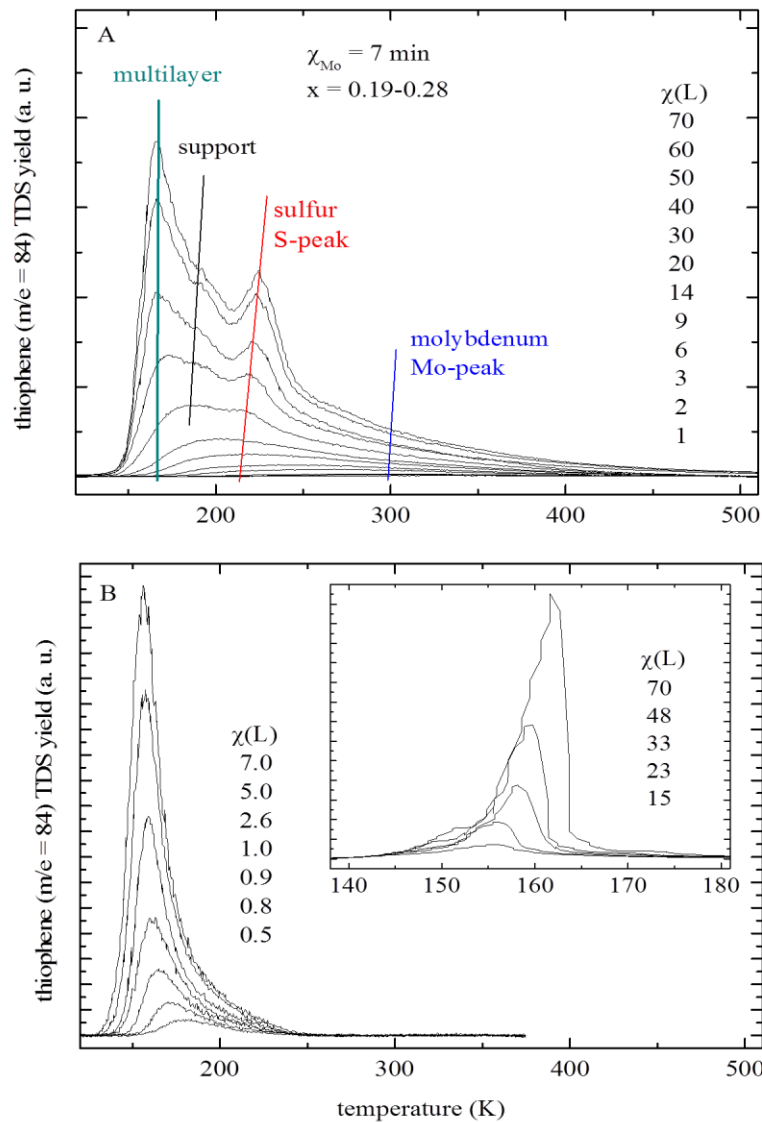 A
χMo = 7 min
x = 0.19-0.28
multilayer
support
sulfur
S-peak
molybdenum
Mo-peak
χ(L)
70
60
50
40
30
20
14
9
6
3
2
1
thiophene (m/e = 84) TDS yield (a. u.)
200
300
400
500
B
χ(L)
7.0
5.0
2.6
1.0
0.9
0.8
0.5
χ(L)
70
48
33
23
15
140
150
160
170
180
thiophene (m/e = 84) TDS yield (a. u.)
200
300
400
500
temperature (K)